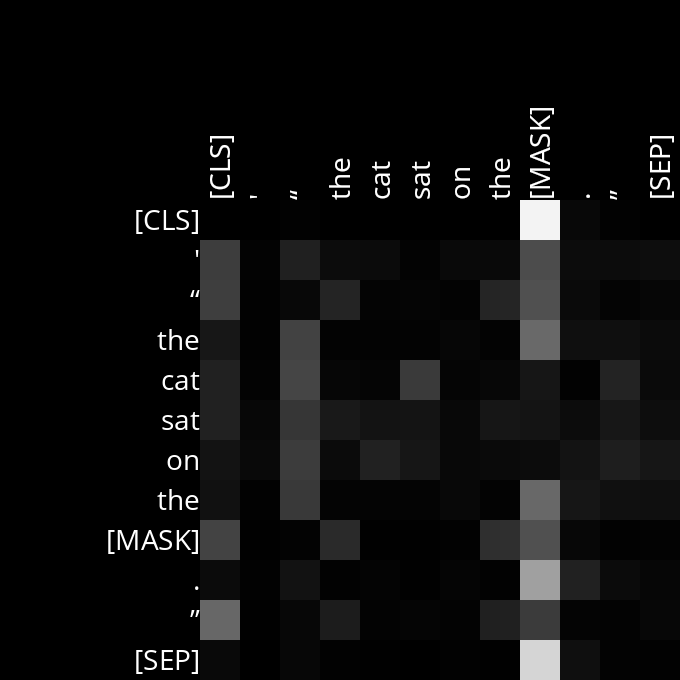 [CLS] ' “ the cat sat on the [MASK] . ” [SEP]
[CLS]
'
“
the
cat
sat
on
the
[MASK]
.
”
[SEP]